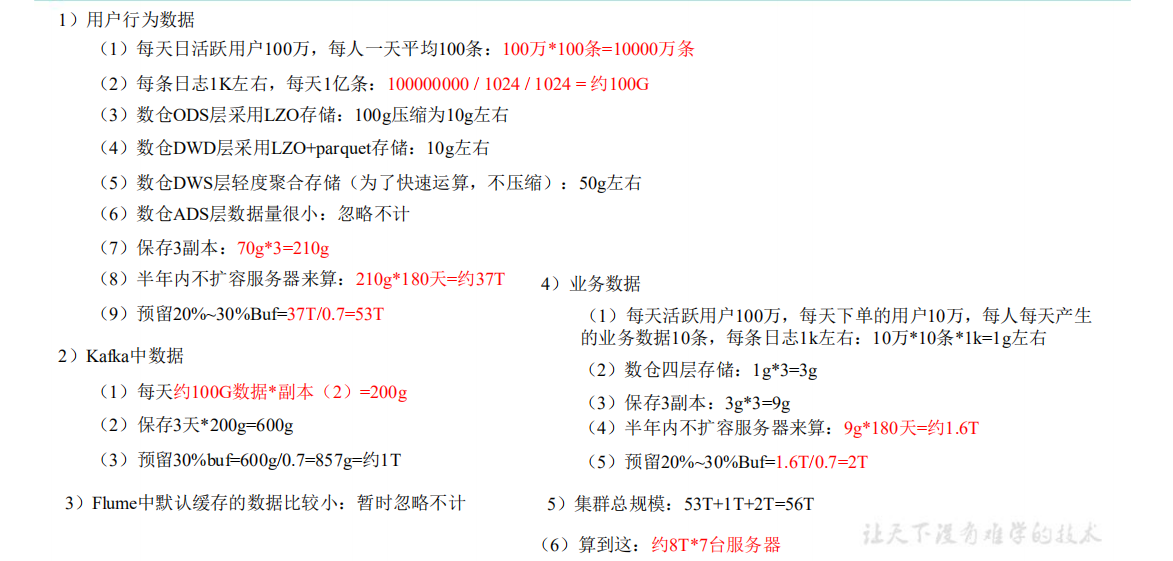 1）用户行为数据
（1）每天日活跃用户100万，每人一天平均100条：100万*100条=10000万条
（2）每条日志1K左右，每天1亿条：100000000 / 1024 / 1024 = 约100G
（3）数仓ODS层采用LZO存储：100g压缩为10g左右
（4）数仓DWD层采用LZO+parquet存储：10g左右
（5）数仓DWS层轻度聚合存储（为了快速运算，不压缩）：50g左右
（6）数仓ADS层数据量很小：忽略不计
（7）保存3副本：70g*3=210g
（8）半年内不扩容服务器来算：210g*180天=约37T
（9）预留20%~30%Buf=37T/0.7=53T
2）Kafka中数据
（1）每天约100G数据*副本（2）=200g
（2）保存3天*200g=600g
（3）预留30%buf=600g/0.7=857g=约1T
3）Flume中默认缓存的数据比较小：暂时忽略不计
4）业务数据
（1）每天活跃用户100万，每天下单的用户10万，每人每天产生
的业务数据10条，每条日志1k左右：10万*10条*1k=1g左右
（2）数仓四层存储：1g*3=3g
（3）保存3副本：3g*3=9g
（4）半年内不扩容服务器来算：9g*180天=约1.6T
（5）预留20%~30%Buf=1.6T/0.7=2T
5）集群总规模：53T+1T+2T=56T
（6）算到这：约8T*7台服务器
让天下没有难学的技术